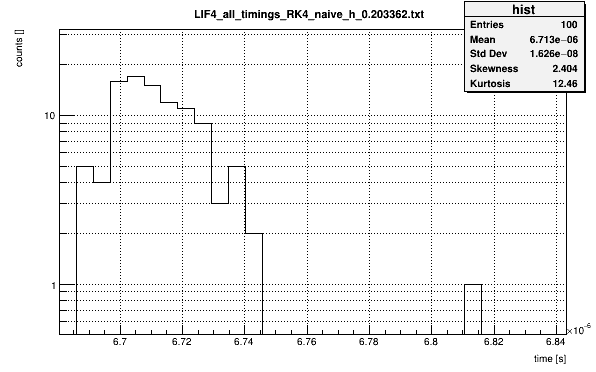 LIF4_all_timings_RK4_naive_h_0.203362.txt
hist
Entries 100
Mean 6.713e−06
Std Dev 1.626e−08
Skewness 2.404
Kurtosis 12.46
counts []
10
1
6.7 6.72 6.74 6.76 6.78 6.8 6.82 6.84
×10−6
time [s]